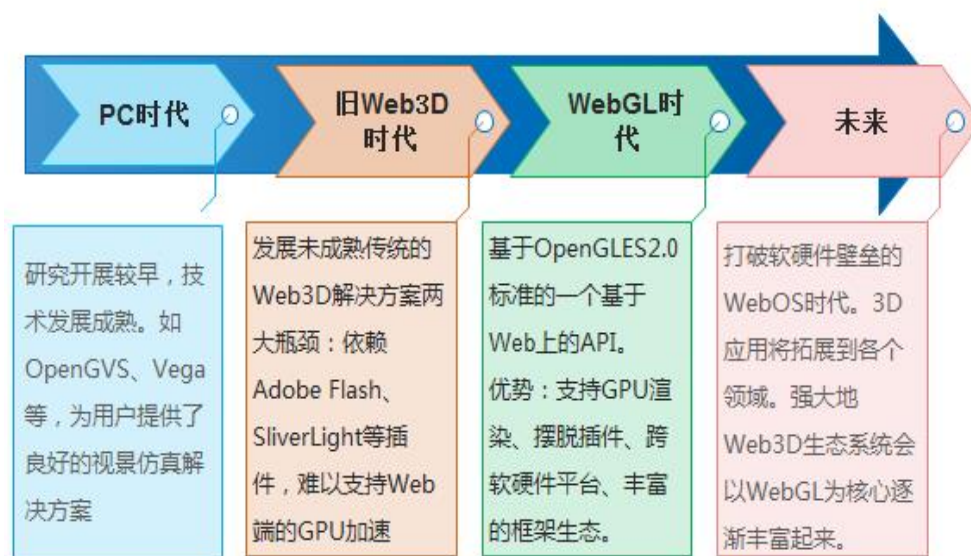 PC时代
旧Web3D
时代
WebGL时
代
未来
研究开展较早，技
术发展成熟。如
OpenGVS、Vega
等，为用户提供了
良好的视景仿真解
决方案
发展未成熟传统的
Web3D解决方案两
大瓶颈：依赖
Adobe Flash、
SliverLight等插
件，难以支持Web
端的GPU加速
基于OpenGLES2.0
标准的一个基于
Web上的API。
优势：支持GPU渲
染、摆脱插件、跨
软硬件平台、丰富
的框架生态。
打破软硬件壁垒的
WebOS时代。3D
应用将拓展到各个
领域。强大地
Web3D生态系统会
以WebGL为核心逐
渐丰富起来。